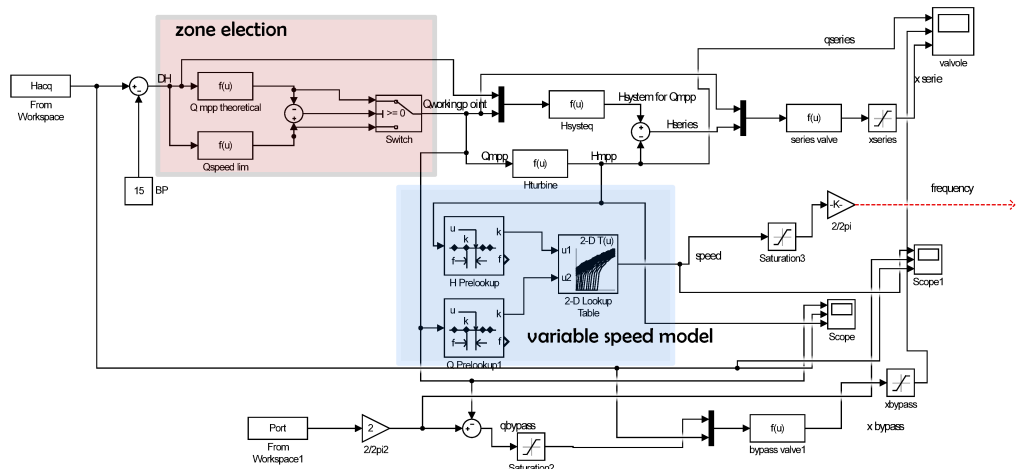 zone election
qseries
valvole
x serie
DH
f(u)
Q mpp theoretical
Hacq
From
Workspace
>= 0
Switch
Qworkingp oint
f(u)
Hsysteq
Hsystem for Qmpp
Hseries
f(u)
series valve
xseries
f(u)
Qspeed lim
15
BP
Qmpp
f(u)
Hturbine
Hmpp
-K-
2/2pi
frequency
u
k
k
f
f
H Prelookup
2-D T(u)
u1
u2
2-D Lookup
Table
speed
Saturation3
Scope1
u
k
k
f
f
Q Prelookup1
variable speed model
Scope
xbypass
x bypass
Port
From
Workspace1
2
2/2pi2
qbypass
Saturation2
f(u)
bypass valve1